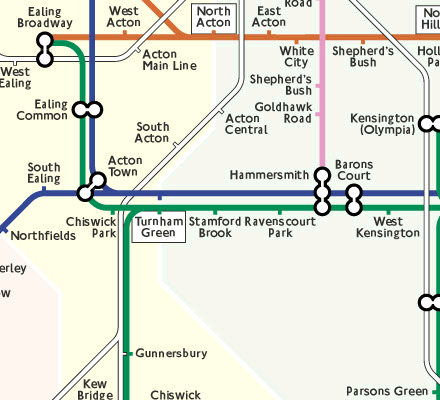 Ealing
Broadway
West
Acton
North
Acton
East
Acton
Road
No
Hill
West
Ealing
Acton
Main Line
White
City
Shepherd's
Bush
Holl
Pa
Shepherd's
Bush
Goldhawk
Road
Ealing
Common
South
Acton
Acton
Central
Kensington
(Olympia)
South
Ealing
Acton
Town
Hammersmith
Barons
Court
Northfields
Chiswick
Park
Turnham
Green
Stamford
Brook
Ravenscourt
Park
West
Kensington
erley
ow
Gunnersbury
Kew
Bridge
Chiswick
Parsons Green